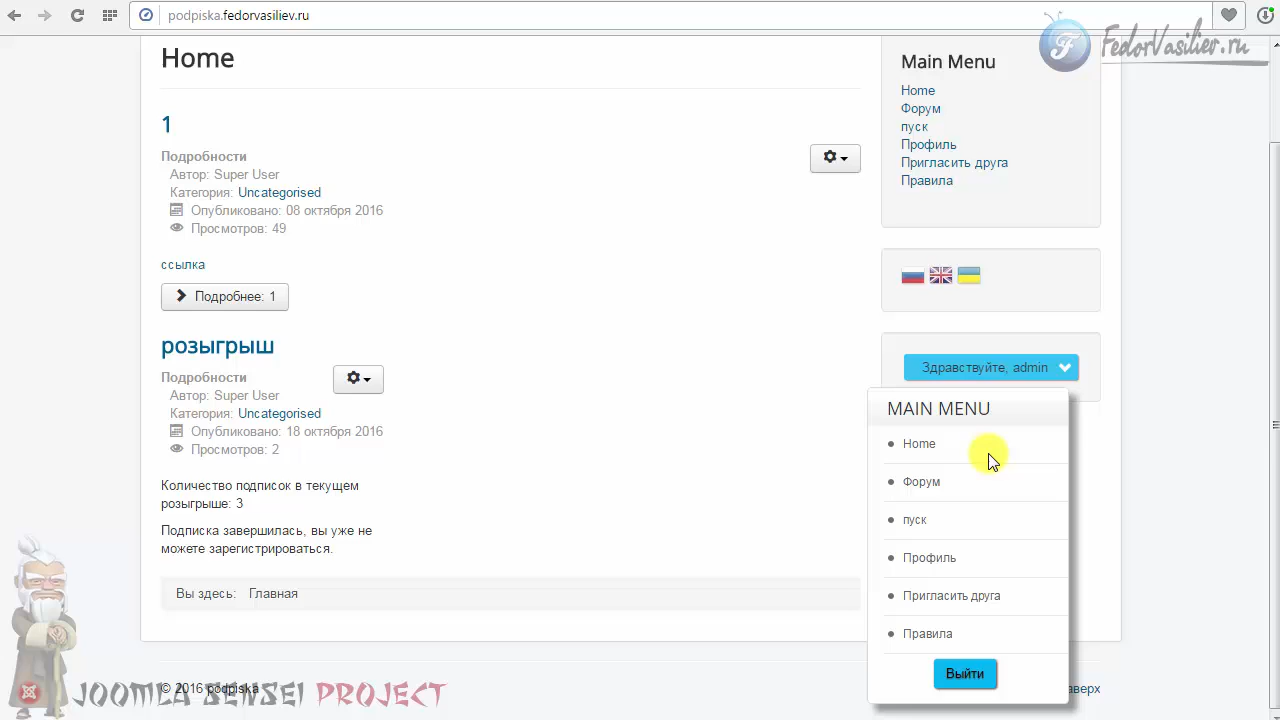 podpiska.fedorvasiliev.ru
FedorVasiliev.ru
Home
1
Подробности
Автор: Super User
Категория: Uncategorised
Опубликовано: 08 октября 2016
Просмотров: 49
ссылка
Подробнее: 1
розыгрыш
Подробности
Автор: Super User
Категория: Uncategorised
Опубликовано: 18 октября 2016
Просмотров: 2
Количество подписок в текущем
розыгрыше: 3
Подписка завершилась, вы уже не
можете зарегистрироваться.
Вы здесь: Главная
Main Menu
Home
Форум
пуск
Профиль
Пригласить друга
Правила
Здравствуйте, admin
MAIN MENU
Home
Форум
пуск
Профиль
Пригласить друга
Правила
Выйти
© 2016 podpiska
аверх
JOOMLA SENSEI PROJECT